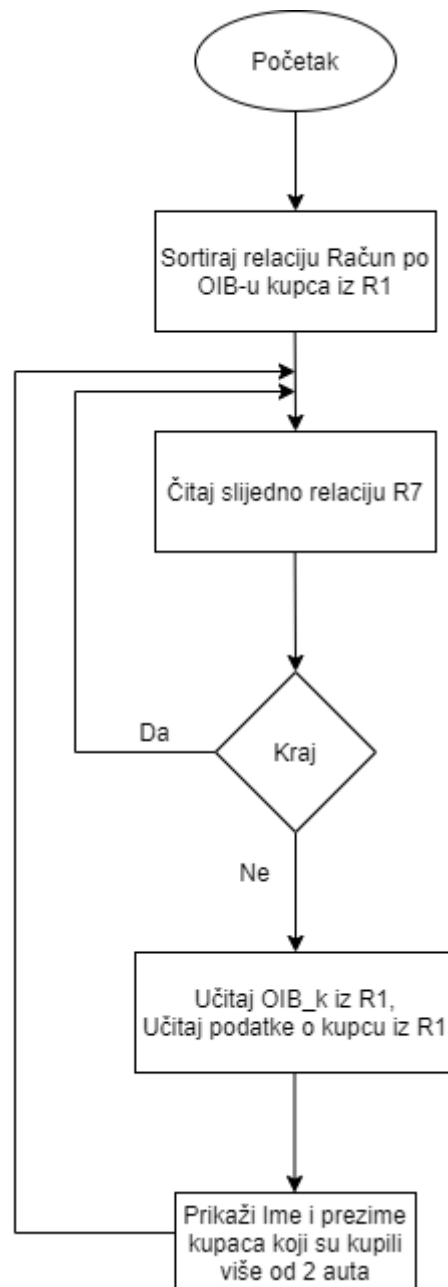 Početak
Sortiraj relaciju Račun po
OIB-u kupca iz R1
Čitaj slijedno relaciju R7
Da
Kraj
Ne
Učitaj OIB_k iz R1,
Učitaj podatke o kupcu iz R1
Prikaži Ime i prezime
kupaca koji su kupili
više od 2 auta